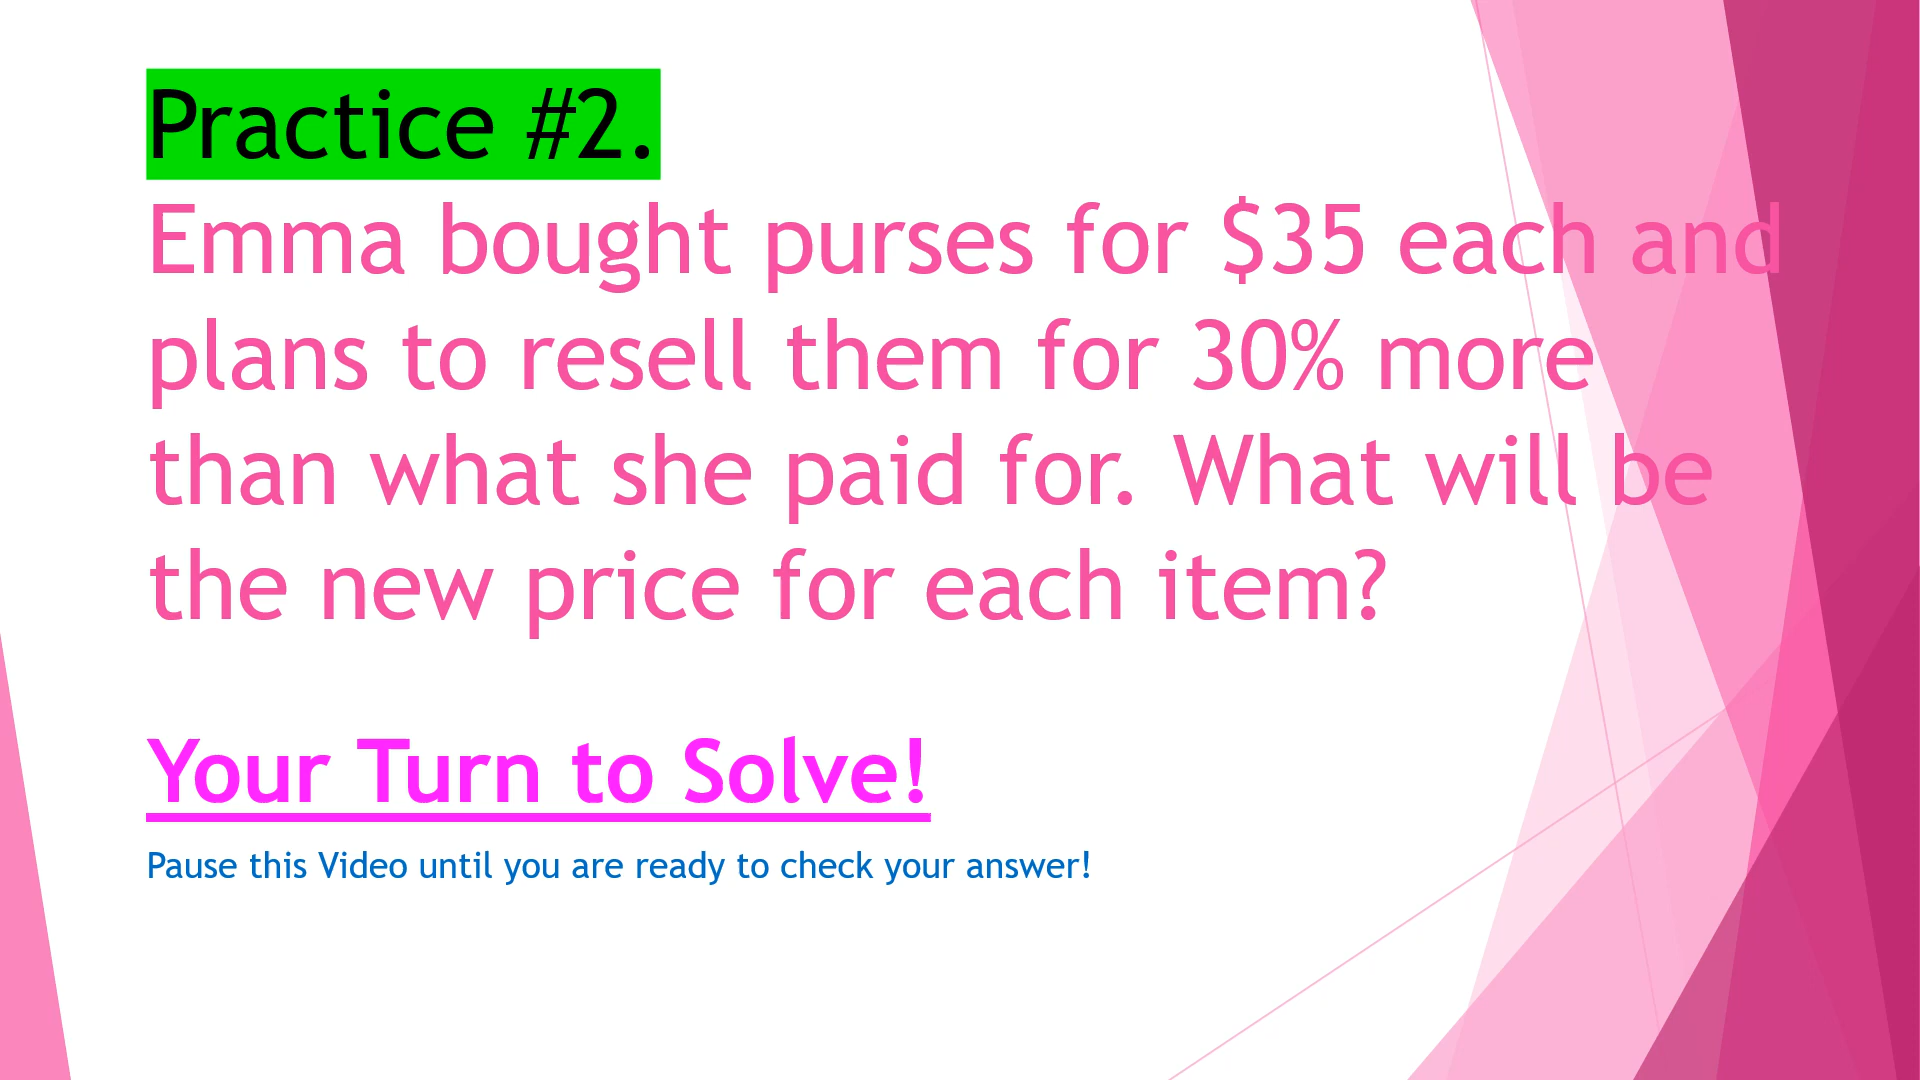 Practice #2.
Emma bought purses for $35 each and
plans to resell them for 30% more
than what she paid for. What will be
the new price for each item?
Your Turn to Solve!
Pause this Video until you are ready to check your answer!